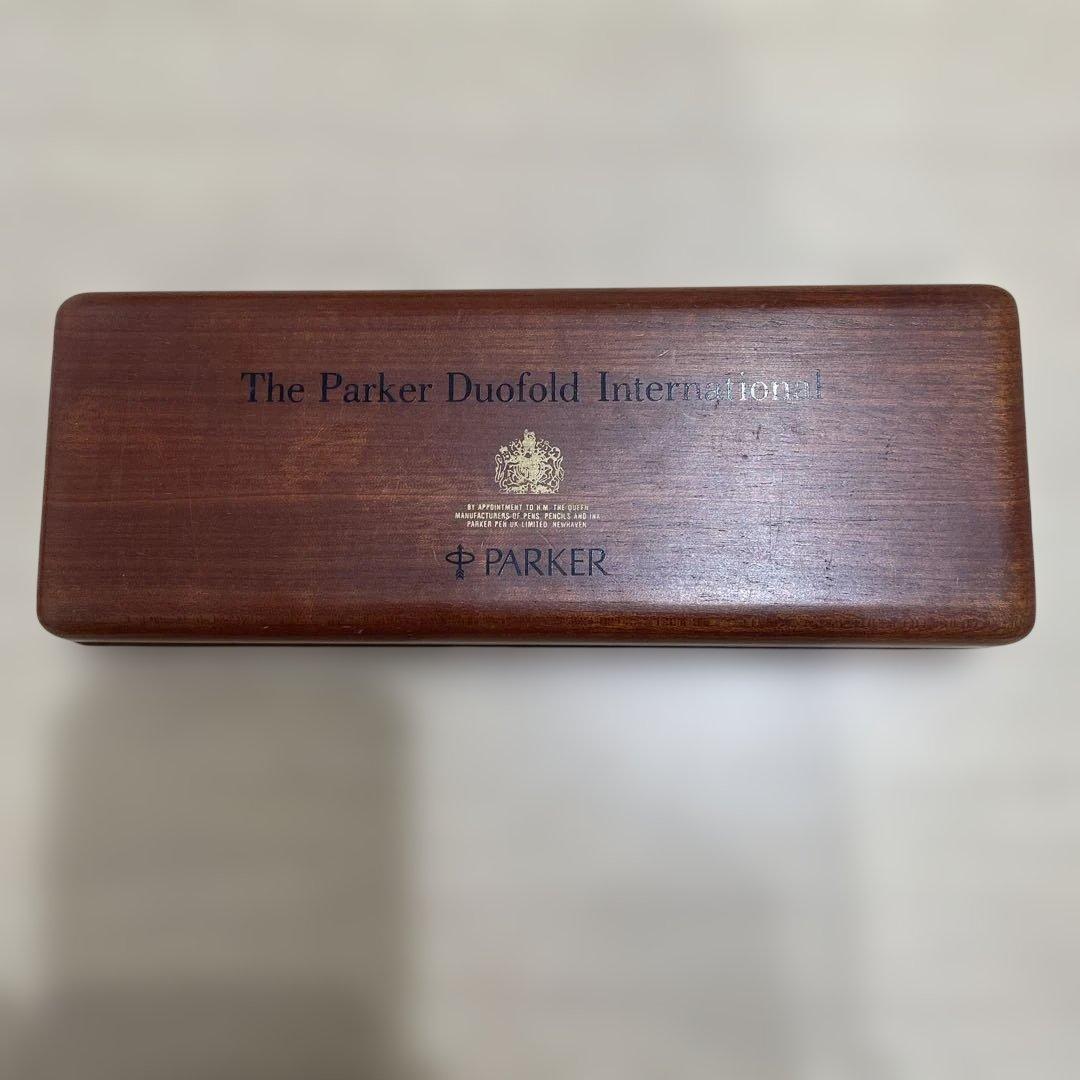 The Parker Duofold International
BY APPOINTMENT TO H.M. THE QUEEN
MANUFACTURERS OF PENS, PENCILS AND INK
PARKER PEN UK LIMITED, NEWHAVEN
PARKER